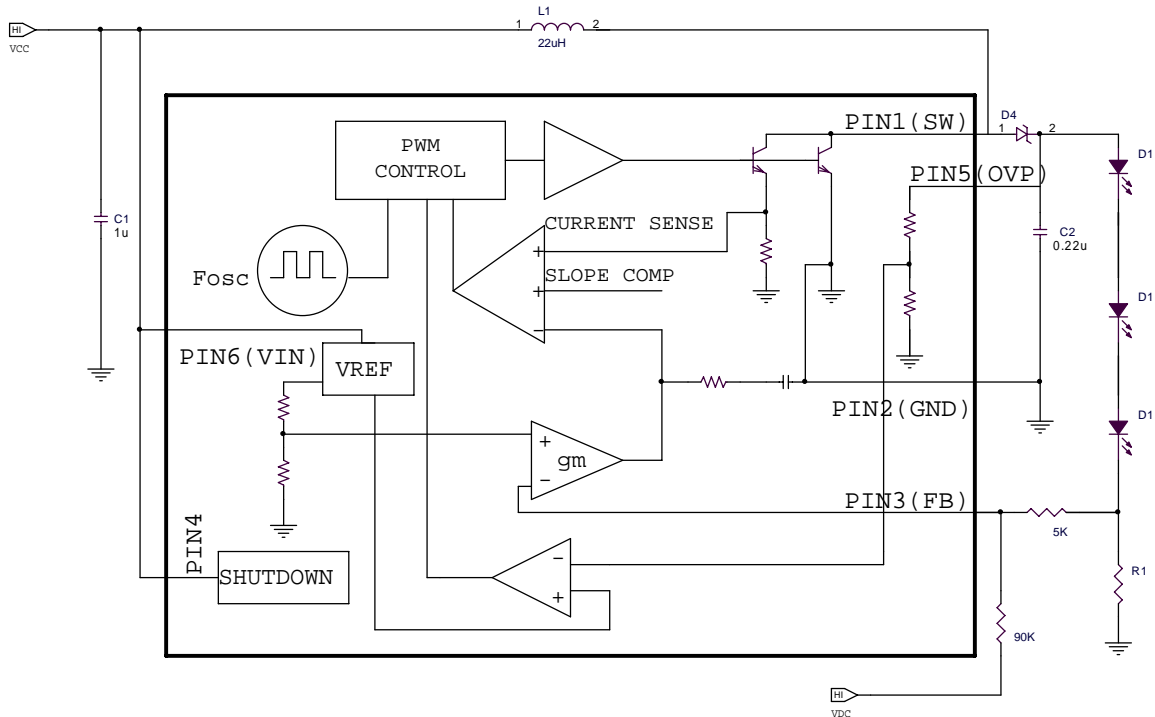 L1
HI
1
2
VCC
22uH
PIN1(SW)
D4
1
2
PWM
CONTROL
D1
PIN5(OVP)
C1
1u
CURRENT SENSE
+
C2
0.22u
Fosc
SLOPE COMP
+
-
D1
PIN6(VIN)
VREF
PIN2(GND)
D1
+
gm
-
PIN3(FB)
5K
PIN4
SHUTDOWN
-
+
R1
90K
HI
VDC